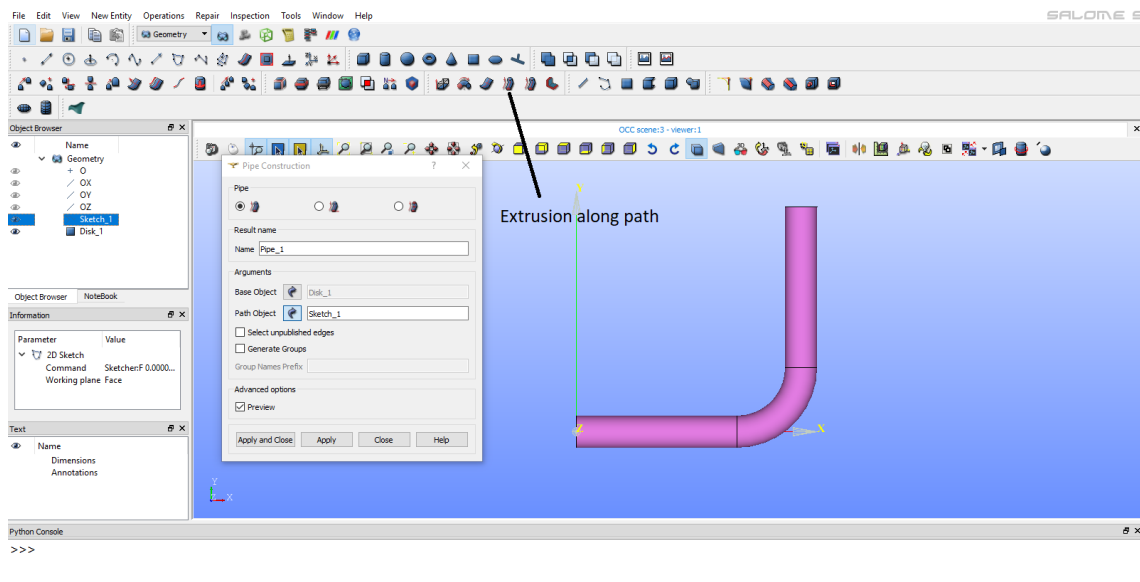 File Edit View New Entity Operations Repair Inspection Tools Window Help
SALOME
Geometry
Object Browser
OCC scene:3 - viewer:1
Name
Geometry
O
OX
OY
OZ
Sketch_1
Disk_1
Object Browser NoteBook
Information
Parameter Value
2D Sketch
Command Sketcher:F 0.0000...
Working plane Face
Text
Name
Dimensions
Annotations
Pipe Construction ? ×
Pipe
Result name
Name Pipe_1
Arguments
Base Object Disk_1
Path Object Sketch_1
Select unpublished edges
Generate Groups
Group Names Prefix
Advanced options
Preview
Apply and Close Apply Close Help
Extrusion along path
Y
Z
X
Y
Z X
Python Console
>>>